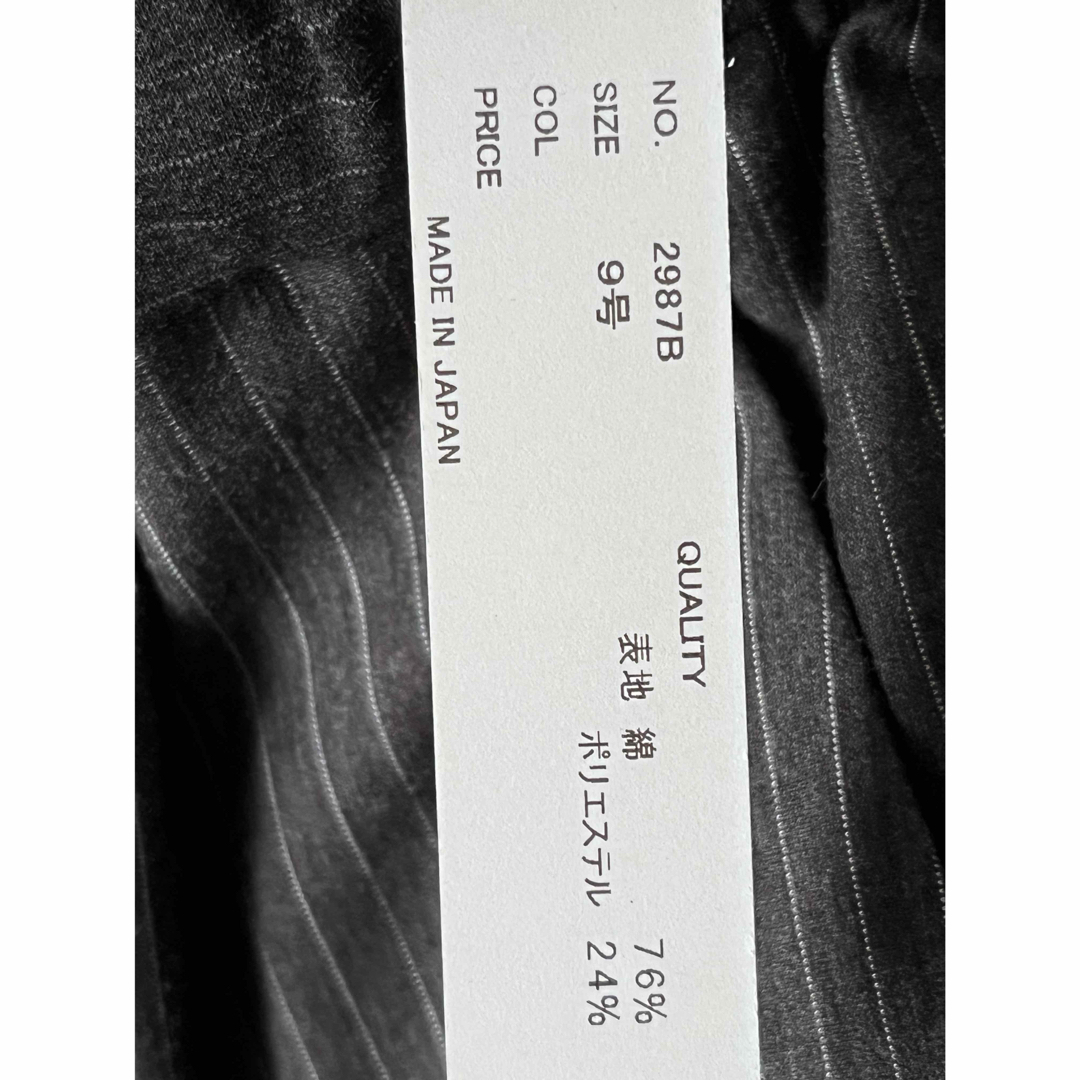 NO. 2987B
SIZE 9号
COL
PRICE
MADE IN JAPAN
QUALITY
表地 綿 76%
ポリエステル 24%